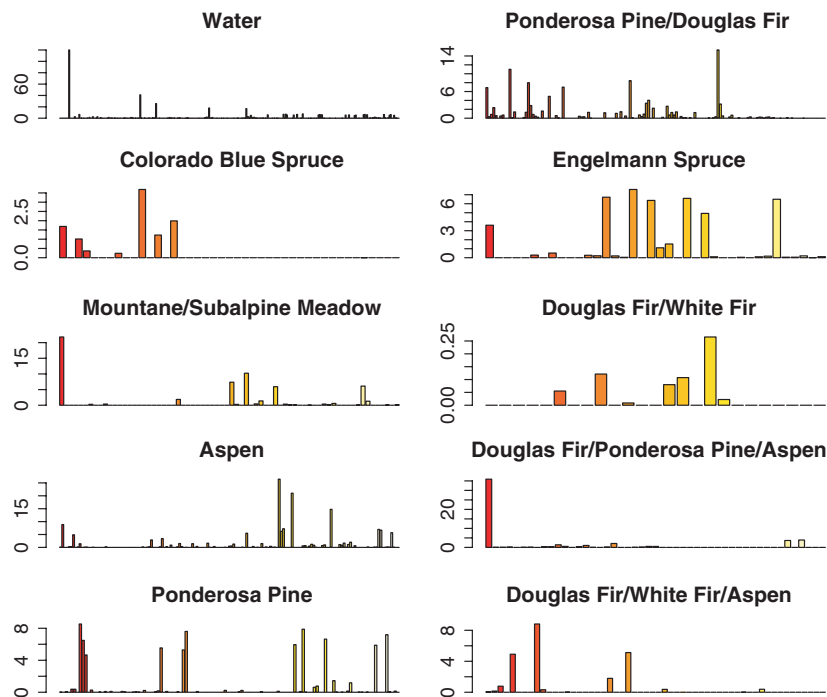 Water
Ponderosa Pine/Douglas Fir
60
0
14
6
0
Colorado Blue Spruce
Engelmann Spruce
2.5
0.0
6
3
0
Mountane/Subalpine Meadow
Douglas Fir/White Fir
15
0
0.25
0.00
Aspen
Douglas Fir/Ponderosa Pine/Aspen
15
0
20
0
Ponderosa Pine
Douglas Fir/White Fir/Aspen
8
4
0
8
4
0